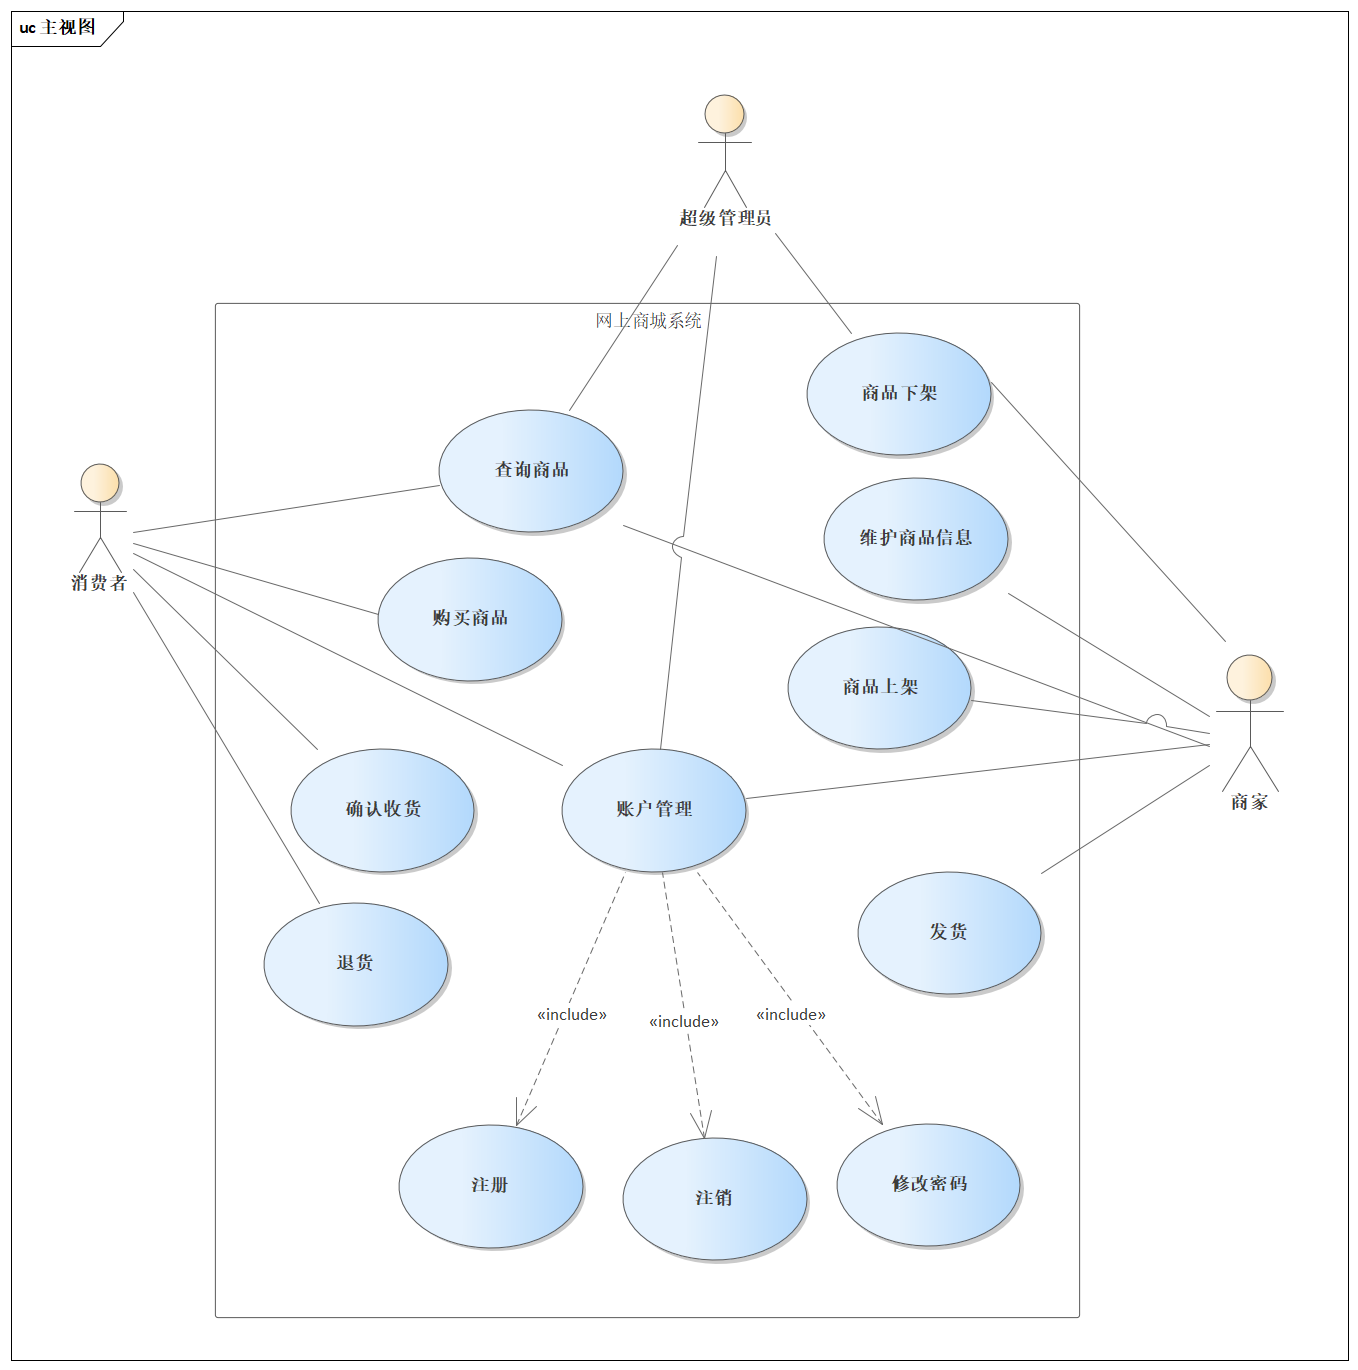 uc 主视图
超级管理员
网上商城系统
商品下架
查询商品
维护商品信息
消费者
购买商品
商品上架
商家
确认收货
账户管理
发货
退货
«include»
«include»
«include»
注册
注销
修改密码